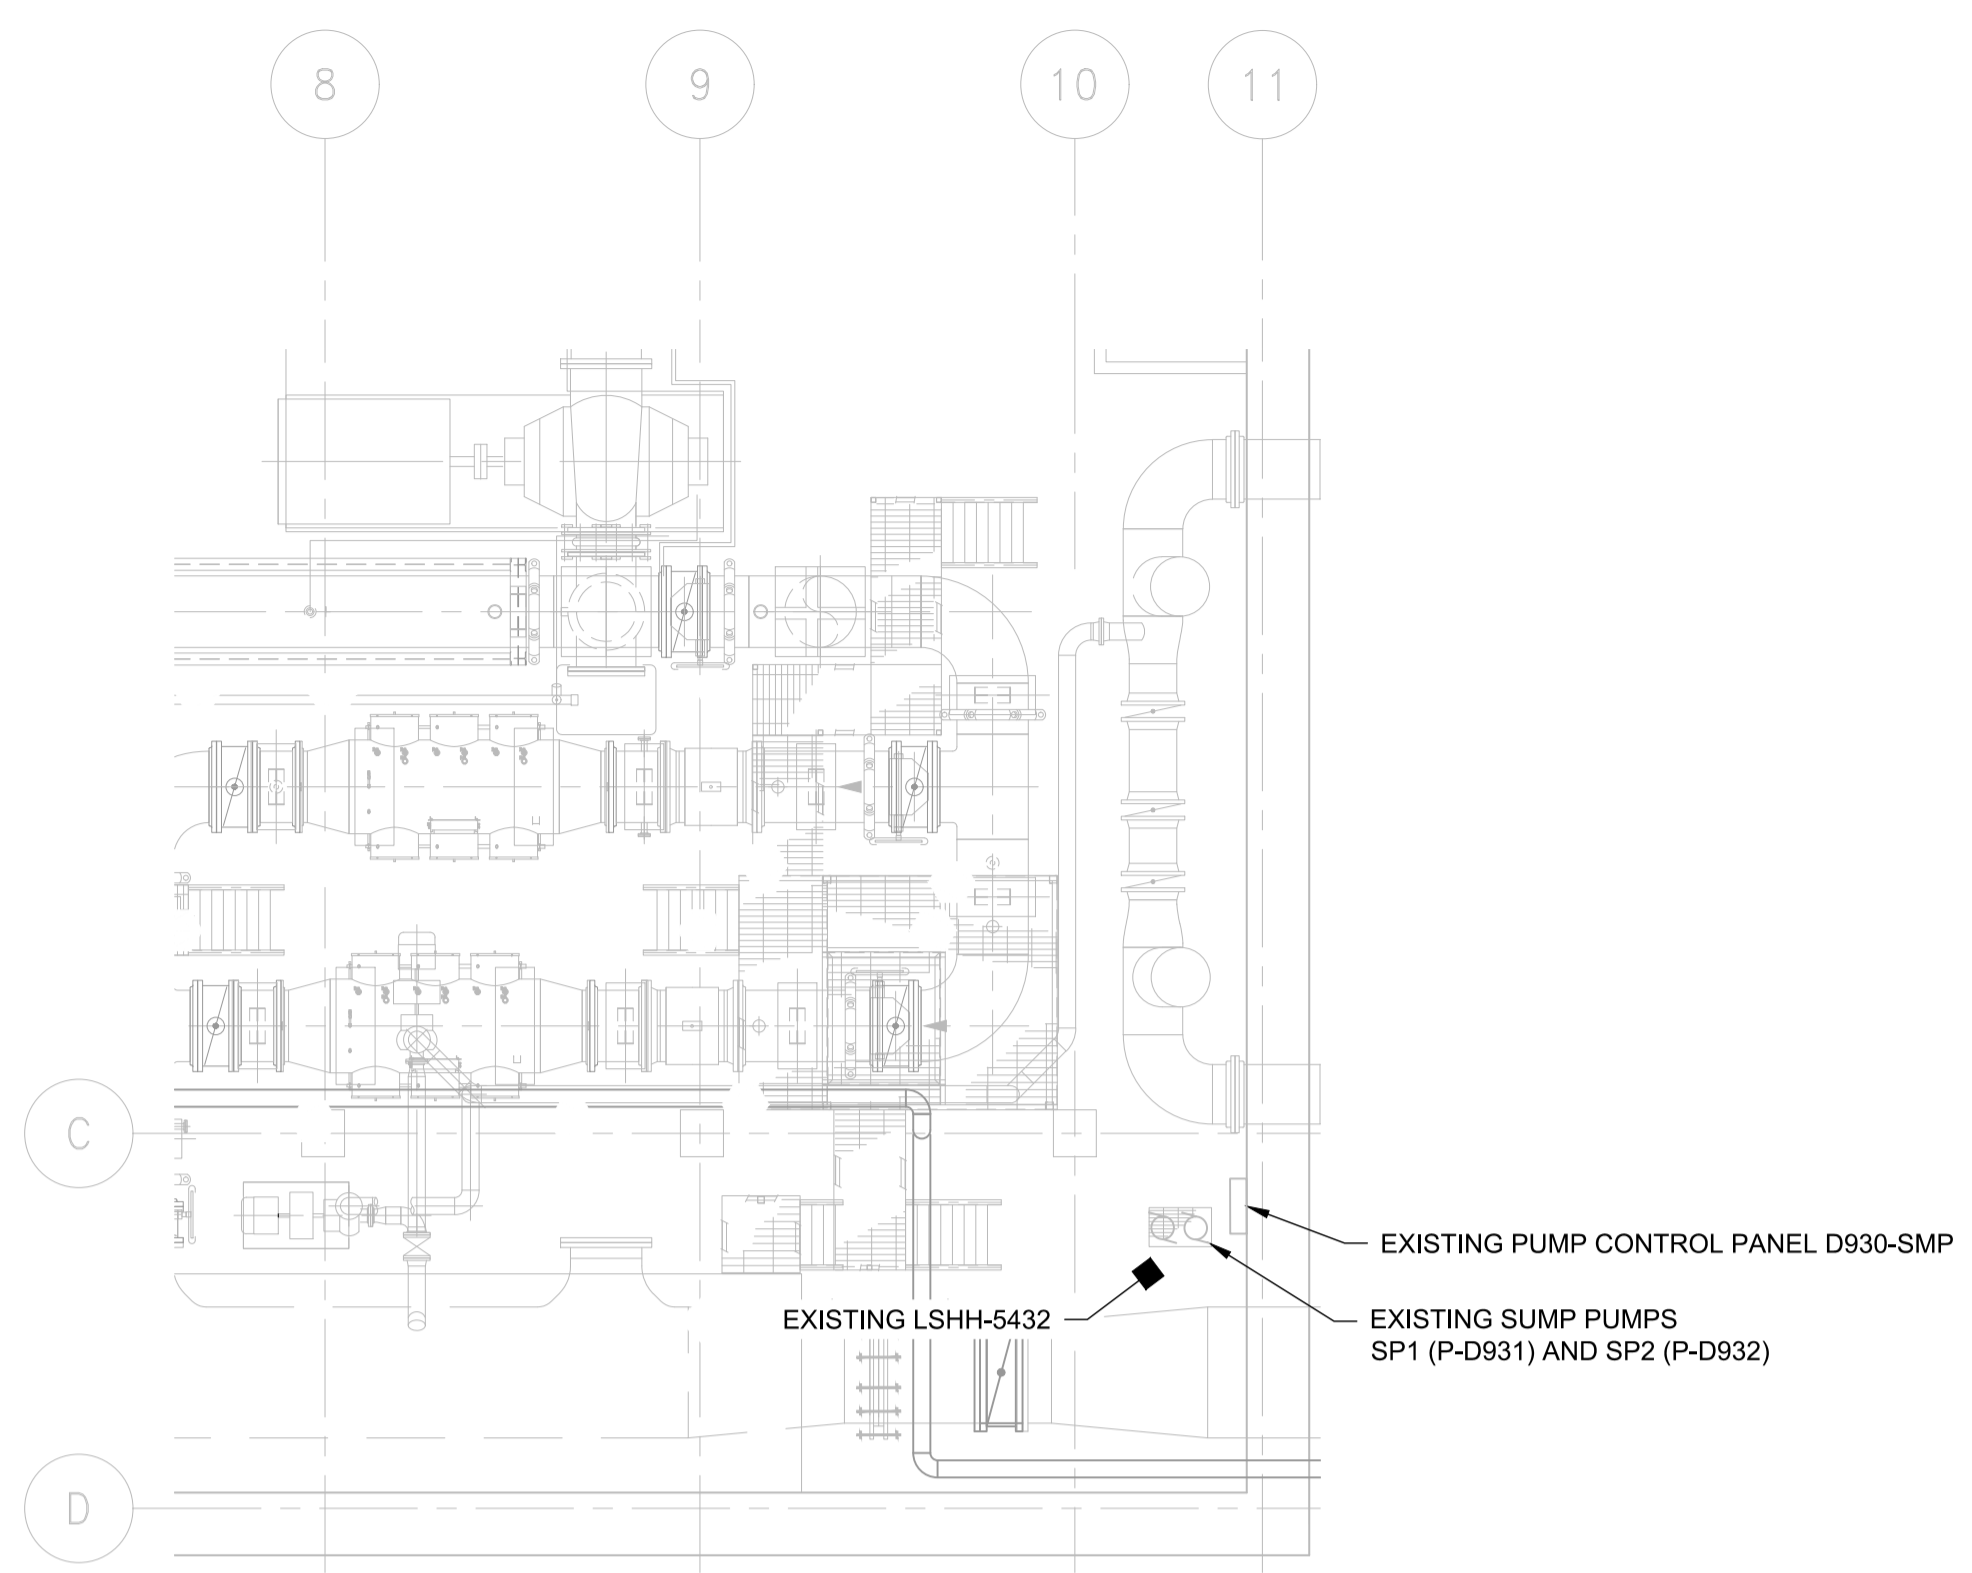 8
9
10
11
C
EXISTING PUMP CONTROL PANEL D930-SMP
EXISTING LSHH-5432
EXISTING SUMP PUMPS
SP1 (P-D931) AND SP2 (P-D932)
D